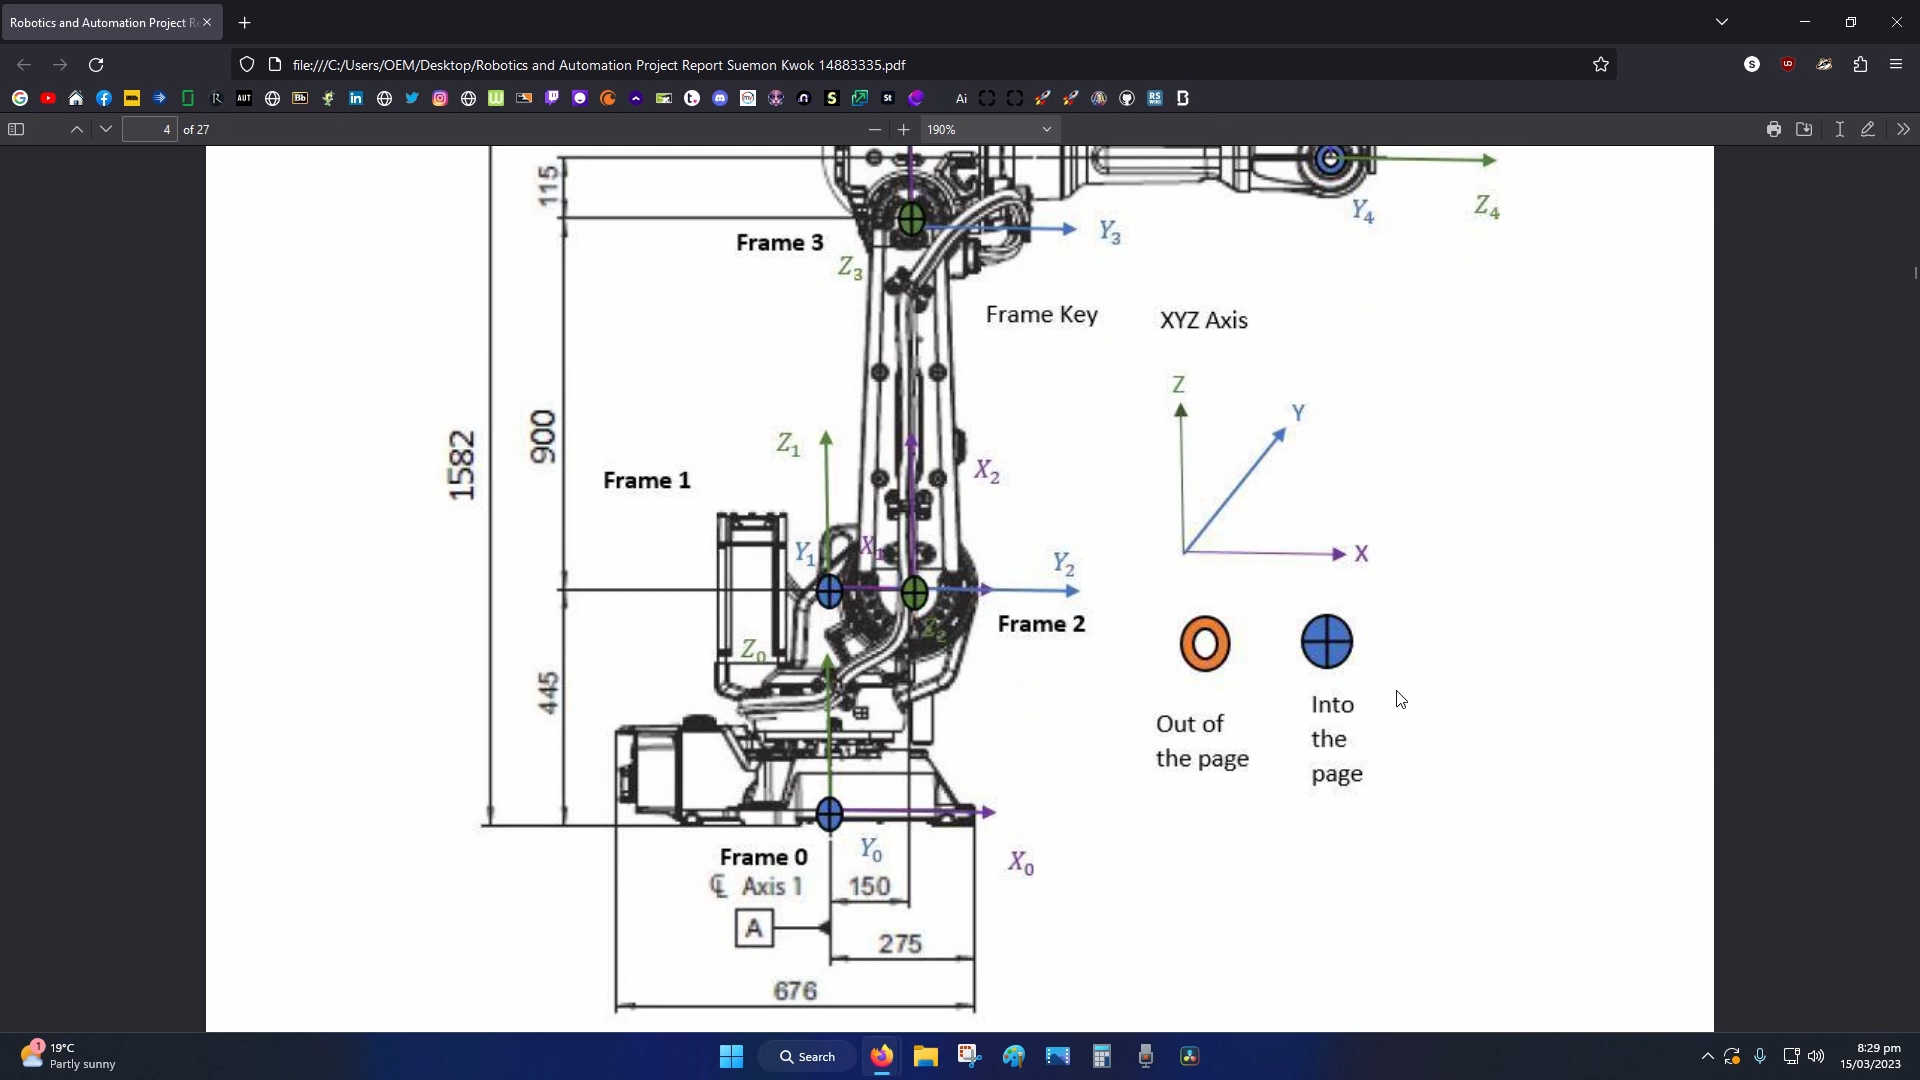 Robotics and Automation Project Re
file:///C:/Users/OEM/Desktop/Robotics and Automation Project Report Suemon Kwok 14883335.pdf
4 of 27
190%
115
Y4
Z4
Frame 3
Y3
Z3
Frame Key
XYZ Axis
Z
Y
X
1582
900
Z1
X2
Frame 1
Y1
X1
Y2
Frame 2
Z0
Z2
445
Out of
the page
Into
the
page
Frame 0
Y0
X0
℄ Axis 1
150
A
275
676
1
19°C
Partly sunny
Search
8:29 pm
15/03/2023